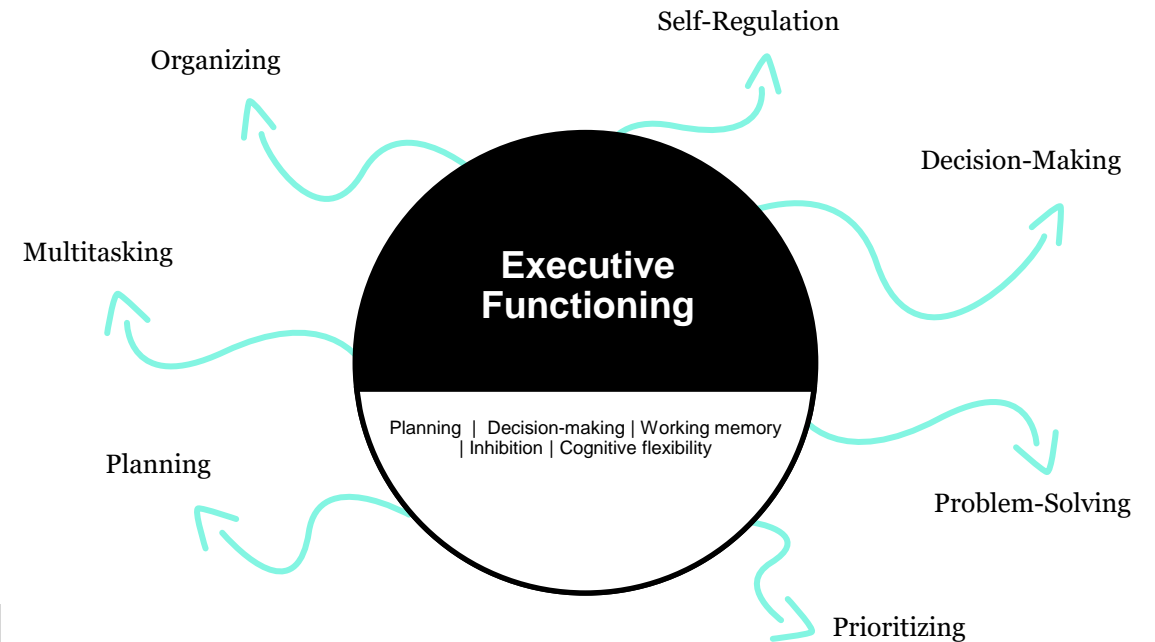 Self-Regulation
Organizing
Decision-Making
Multitasking
Executive
Functioning
Planning | Decision-making | Working memory
| Inhibition | Cognitive flexibility
Planning
Problem-Solving
Prioritizing